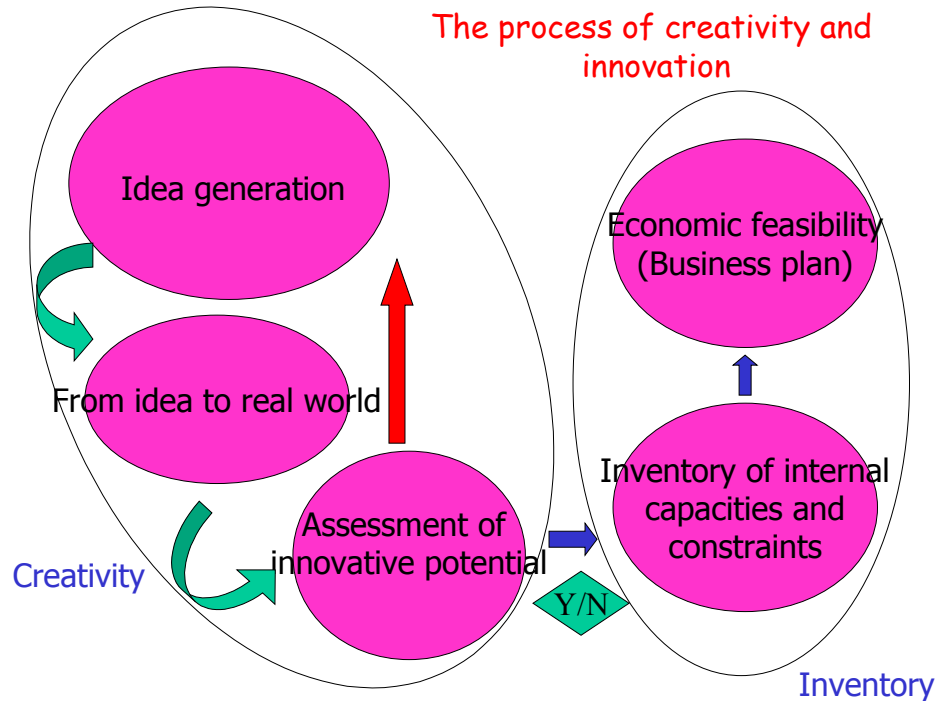 The process of creativity and
innovation
Idea generation
From idea to real world
Assessment of
innovative potential
Creativity
Y/N
Economic feasibility
(Business plan)
Inventory of internal
capacities and
constraints
Inventory